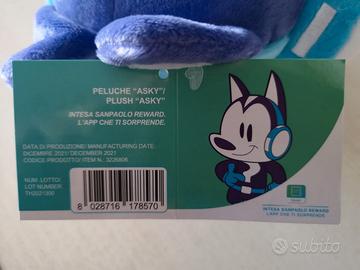 PELUCHE "ASKY"/
PLUSH "ASKY"
INTESA SANPAOLO REWARD.
L'APP CHE TI SORPRENDE.
DATA DI PRODUZIONE/ MANUFACTURING DATE:
DICEMBRE 2021/ DECEMBER 2021
CODICE PRODOTTO/ ITEM N.: 3226806
NUM. LOTTO/
LOT NUMBER
TH2021300
8 028716 178570
INTESA SANPAOLO REWARD
L'APP CHE TI SORPRENDE
subito